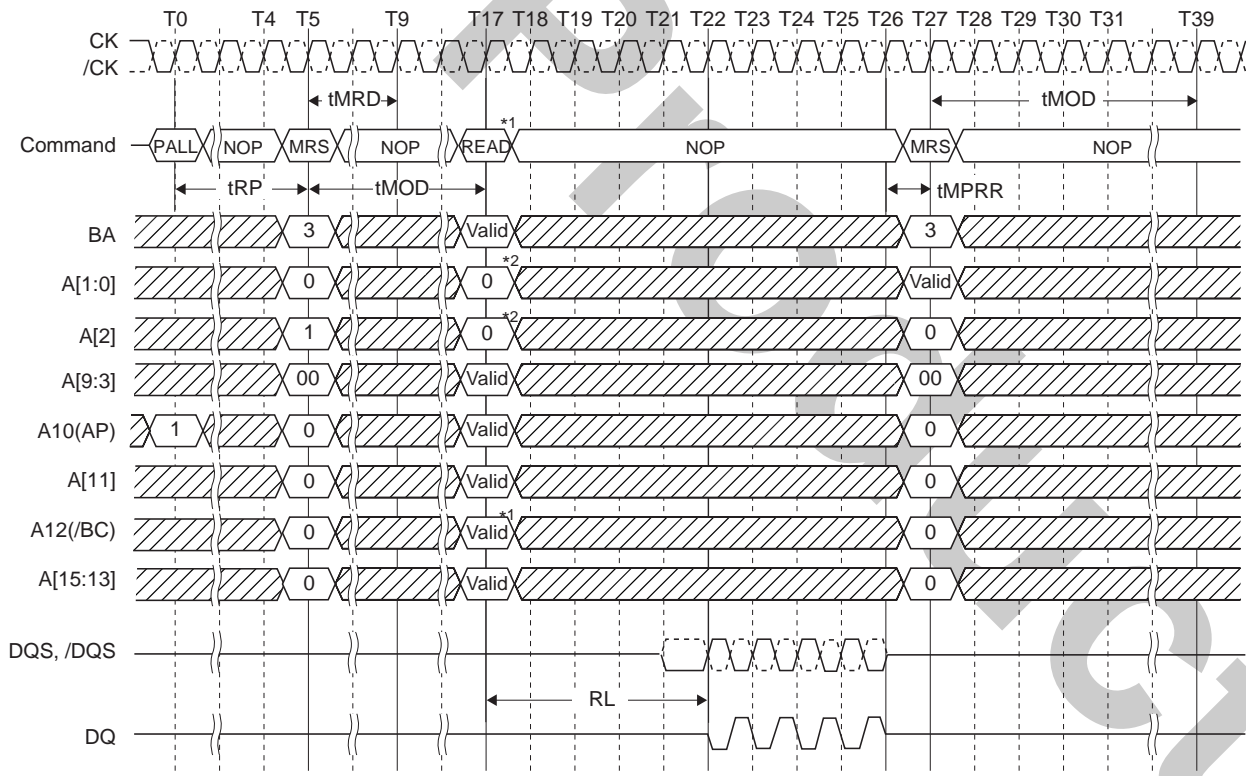 T0 T4 T5 T9 T17 T18 T19 T20 T21 T22 T23 T24 T25 T26 T27 T28 T29 T30 T31 T39
CK
/CK
tMRD tMOD
*1
Command PALL NOP MRS NOP READ NOP MRS NOP
tRP tMOD tMPRR
BA 3 Valid 3
*2
A[1:0] 0 0 Valid
*2
A[2] 1 0 0
A[9:3] 00 Valid 00
A10(AP) 1 0 Valid 0
A[11] 0 Valid 0
*1
A12(/BC) 0 Valid 0
A[15:13] 0 Valid 0
DQS, /DQS
RL
DQ
Product